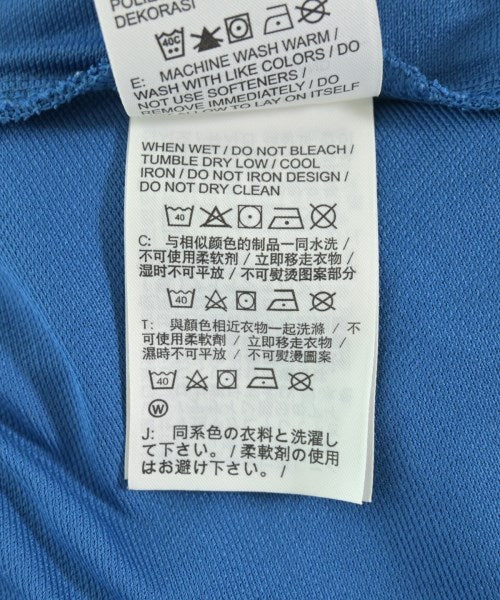 DEKORASI
40C
E: MACHINE WASH WARM /
WASH WITH LIKE COLORS / DO
NOT USE SOFTENERS /
REMOVE IMMEDIATELY / DO
TO LAY ON ITSELF
WHEN WET / DO NOT BLEACH /
TUMBLE DRY LOW / COOL
IRON / DO NOT IRON DESIGN /
DO NOT DRY CLEAN
40
C: 与相似颜色的制品一同水洗 /
不可使用柔软剂 / 立即移走衣物 /
湿时不可平放 / 不可熨烫图案部分
40
T: 與顏色相近衣物一起洗滌 / 不
可使用柔軟劑 / 立即移走衣物 /
濕時不可平放 / 不可熨燙圖案
40
W
J: 同系色の衣料と洗濯し
て下さい。/ 柔軟剤の使用
はお避け下さい。/